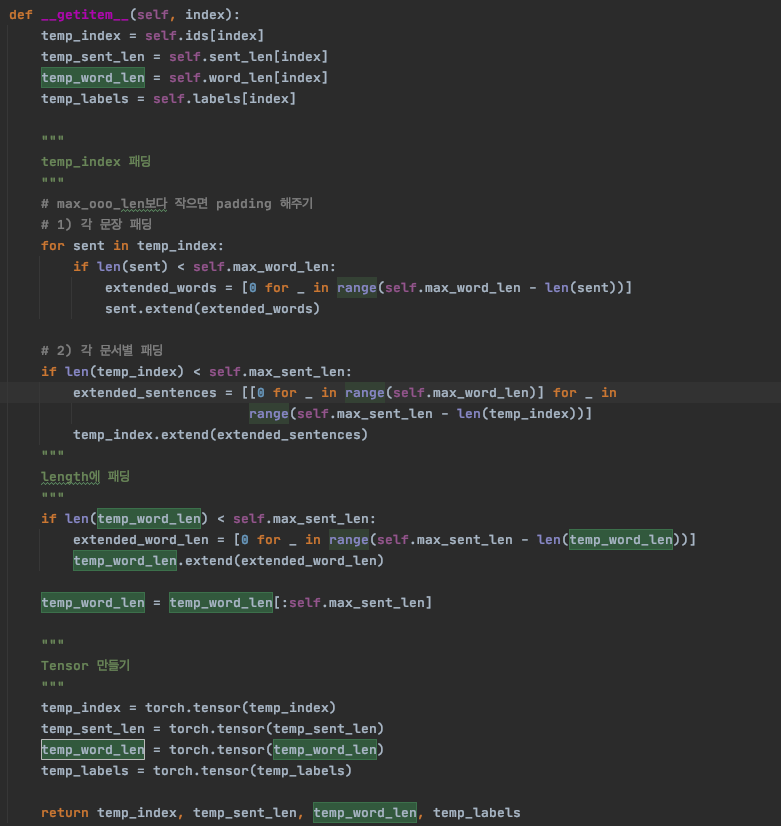 def __getitem__(self, index):
    temp_index = self.ids[index]
    temp_sent_len = self.sent_len[index]
    temp_word_len = self.word_len[index]
    temp_labels = self.labels[index]

    """
    temp_index 패딩
    """
    # max_ooo_len보다 작으면 padding 해주기
    # 1) 각 문장 패딩
    for sent in temp_index:
        if len(sent) < self.max_word_len:
            extended_words = [0 for _ in range(self.max_word_len - len(sent))]
            sent.extend(extended_words)

    # 2) 각 문서별 패딩
    if len(temp_index) < self.max_sent_len:
        extended_sentences = [[0 for _ in range(self.max_word_len)] for _ in
                              range(self.max_sent_len - len(temp_index))]
        temp_index.extend(extended_sentences)
    """
    length에 패딩
    """
    if len(temp_word_len) < self.max_sent_len:
        extended_word_len = [0 for _ in range(self.max_sent_len - len(temp_word_len))]
        temp_word_len.extend(extended_word_len)

    temp_word_len = temp_word_len[:self.max_sent_len]

    """
    Tensor 만들기
    """
    temp_index = torch.tensor(temp_index)
    temp_sent_len = torch.tensor(temp_sent_len)
    temp_word_len = torch.tensor(temp_word_len)
    temp_labels = torch.tensor(temp_labels)

    return temp_index, temp_sent_len, temp_word_len, temp_labels